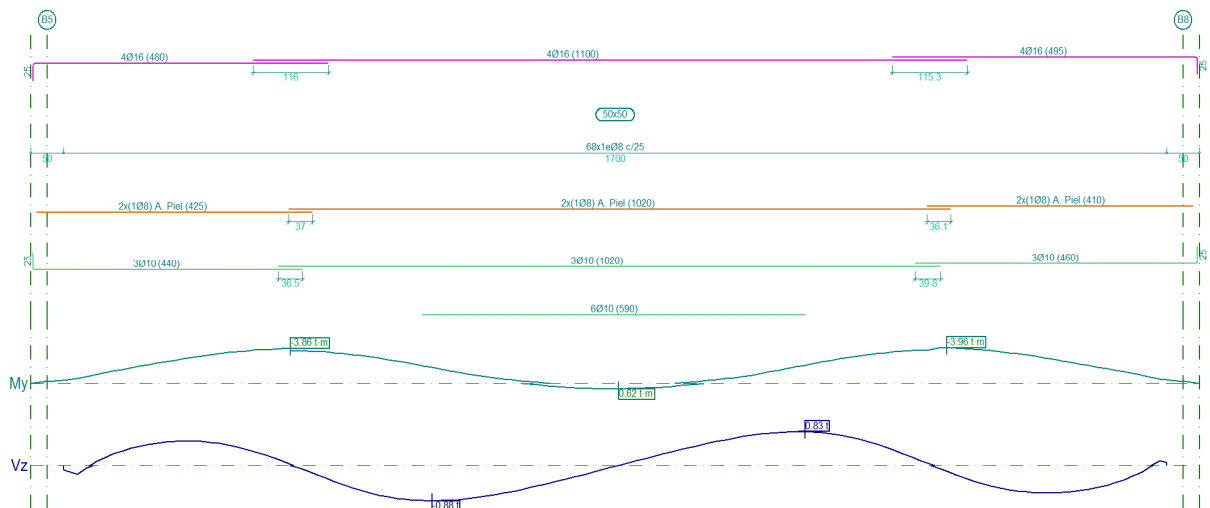 B5 B8
4Ø16 (480) 4Ø16 (1100) 4Ø16 (495)
25 116 115.3 25
50x50
68x1eØ8 c/25
50 1700 50
2x(1Ø8) A. Piel (425) 2x(1Ø8) A. Piel (1020) 2x(1Ø8) A. Piel (410)
37 36.1
25 3Ø10 (440) 3Ø10 (1020) 3Ø10 (460) 25
36.5 39.8
6Ø10 (590)
-3.86 t·m -3.96 t·m
My
0.62 t·m
0.83 t
Vz
-0.88 t